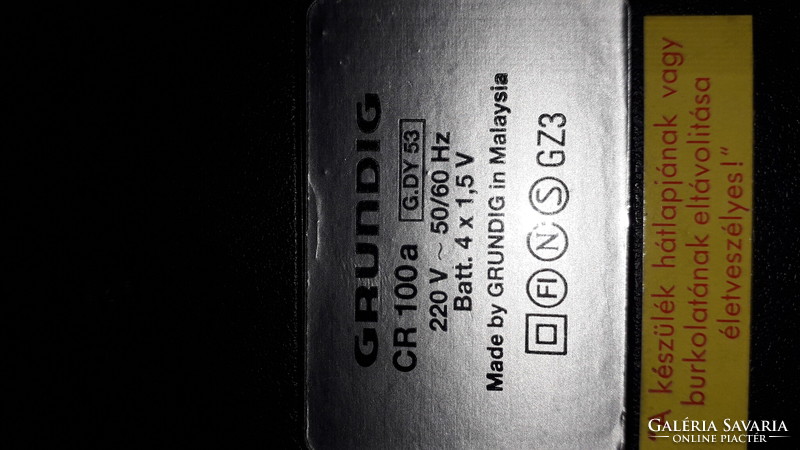 GRUNDIG
CR 100a G.DY 53
220 V ~ 50/60 Hz
Batt. 4 x 1,5 V
Made by GRUNDIG in Malaysia
FI N S GZ3
"A készülék hátlapjának vagy
burkolatának eltávolitása
életveszélyes!"
GALÉRIA SAVARIA
ONLINE PIACTÉR